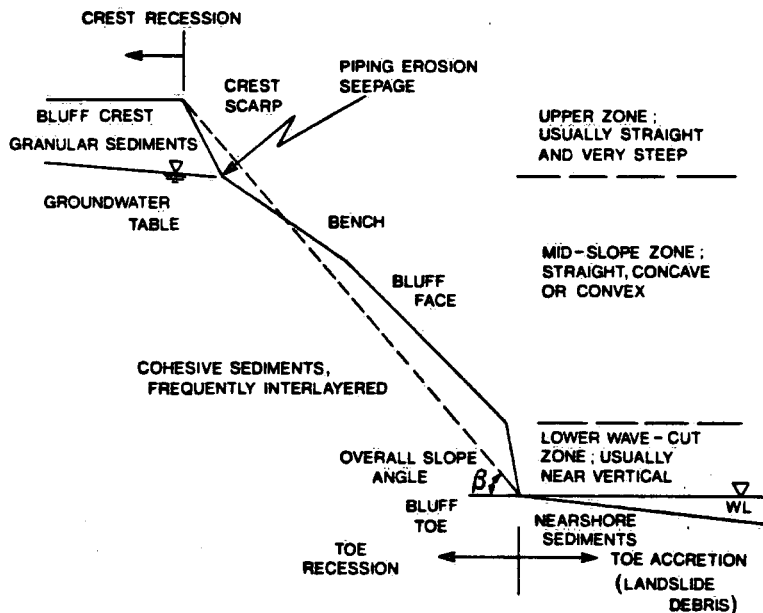 CREST RECESSION
CREST
SCARP
PIPING EROSION
SEEPAGE
BLUFF CREST
GRANULAR SEDIMENTS
UPPER ZONE ;
USUALLY STRAIGHT
AND VERY STEEP
GROUNDWATER
TABLE
BENCH
MID-SLOPE ZONE ;
STRAIGHT, CONCAVE
OR CONVEX
BLUFF
FACE
COHESIVE SEDIMENTS,
FREQUENTLY INTERLAYERED
LOWER WAVE-CUT
ZONE ; USUALLY
NEAR VERTICAL
OVERALL SLOPE
ANGLE
β
WL
BLUFF
TOE
NEARSHORE
SEDIMENTS
TOE
RECESSION
TOE ACCRETION
(LANDSLIDE
DEBRIS)